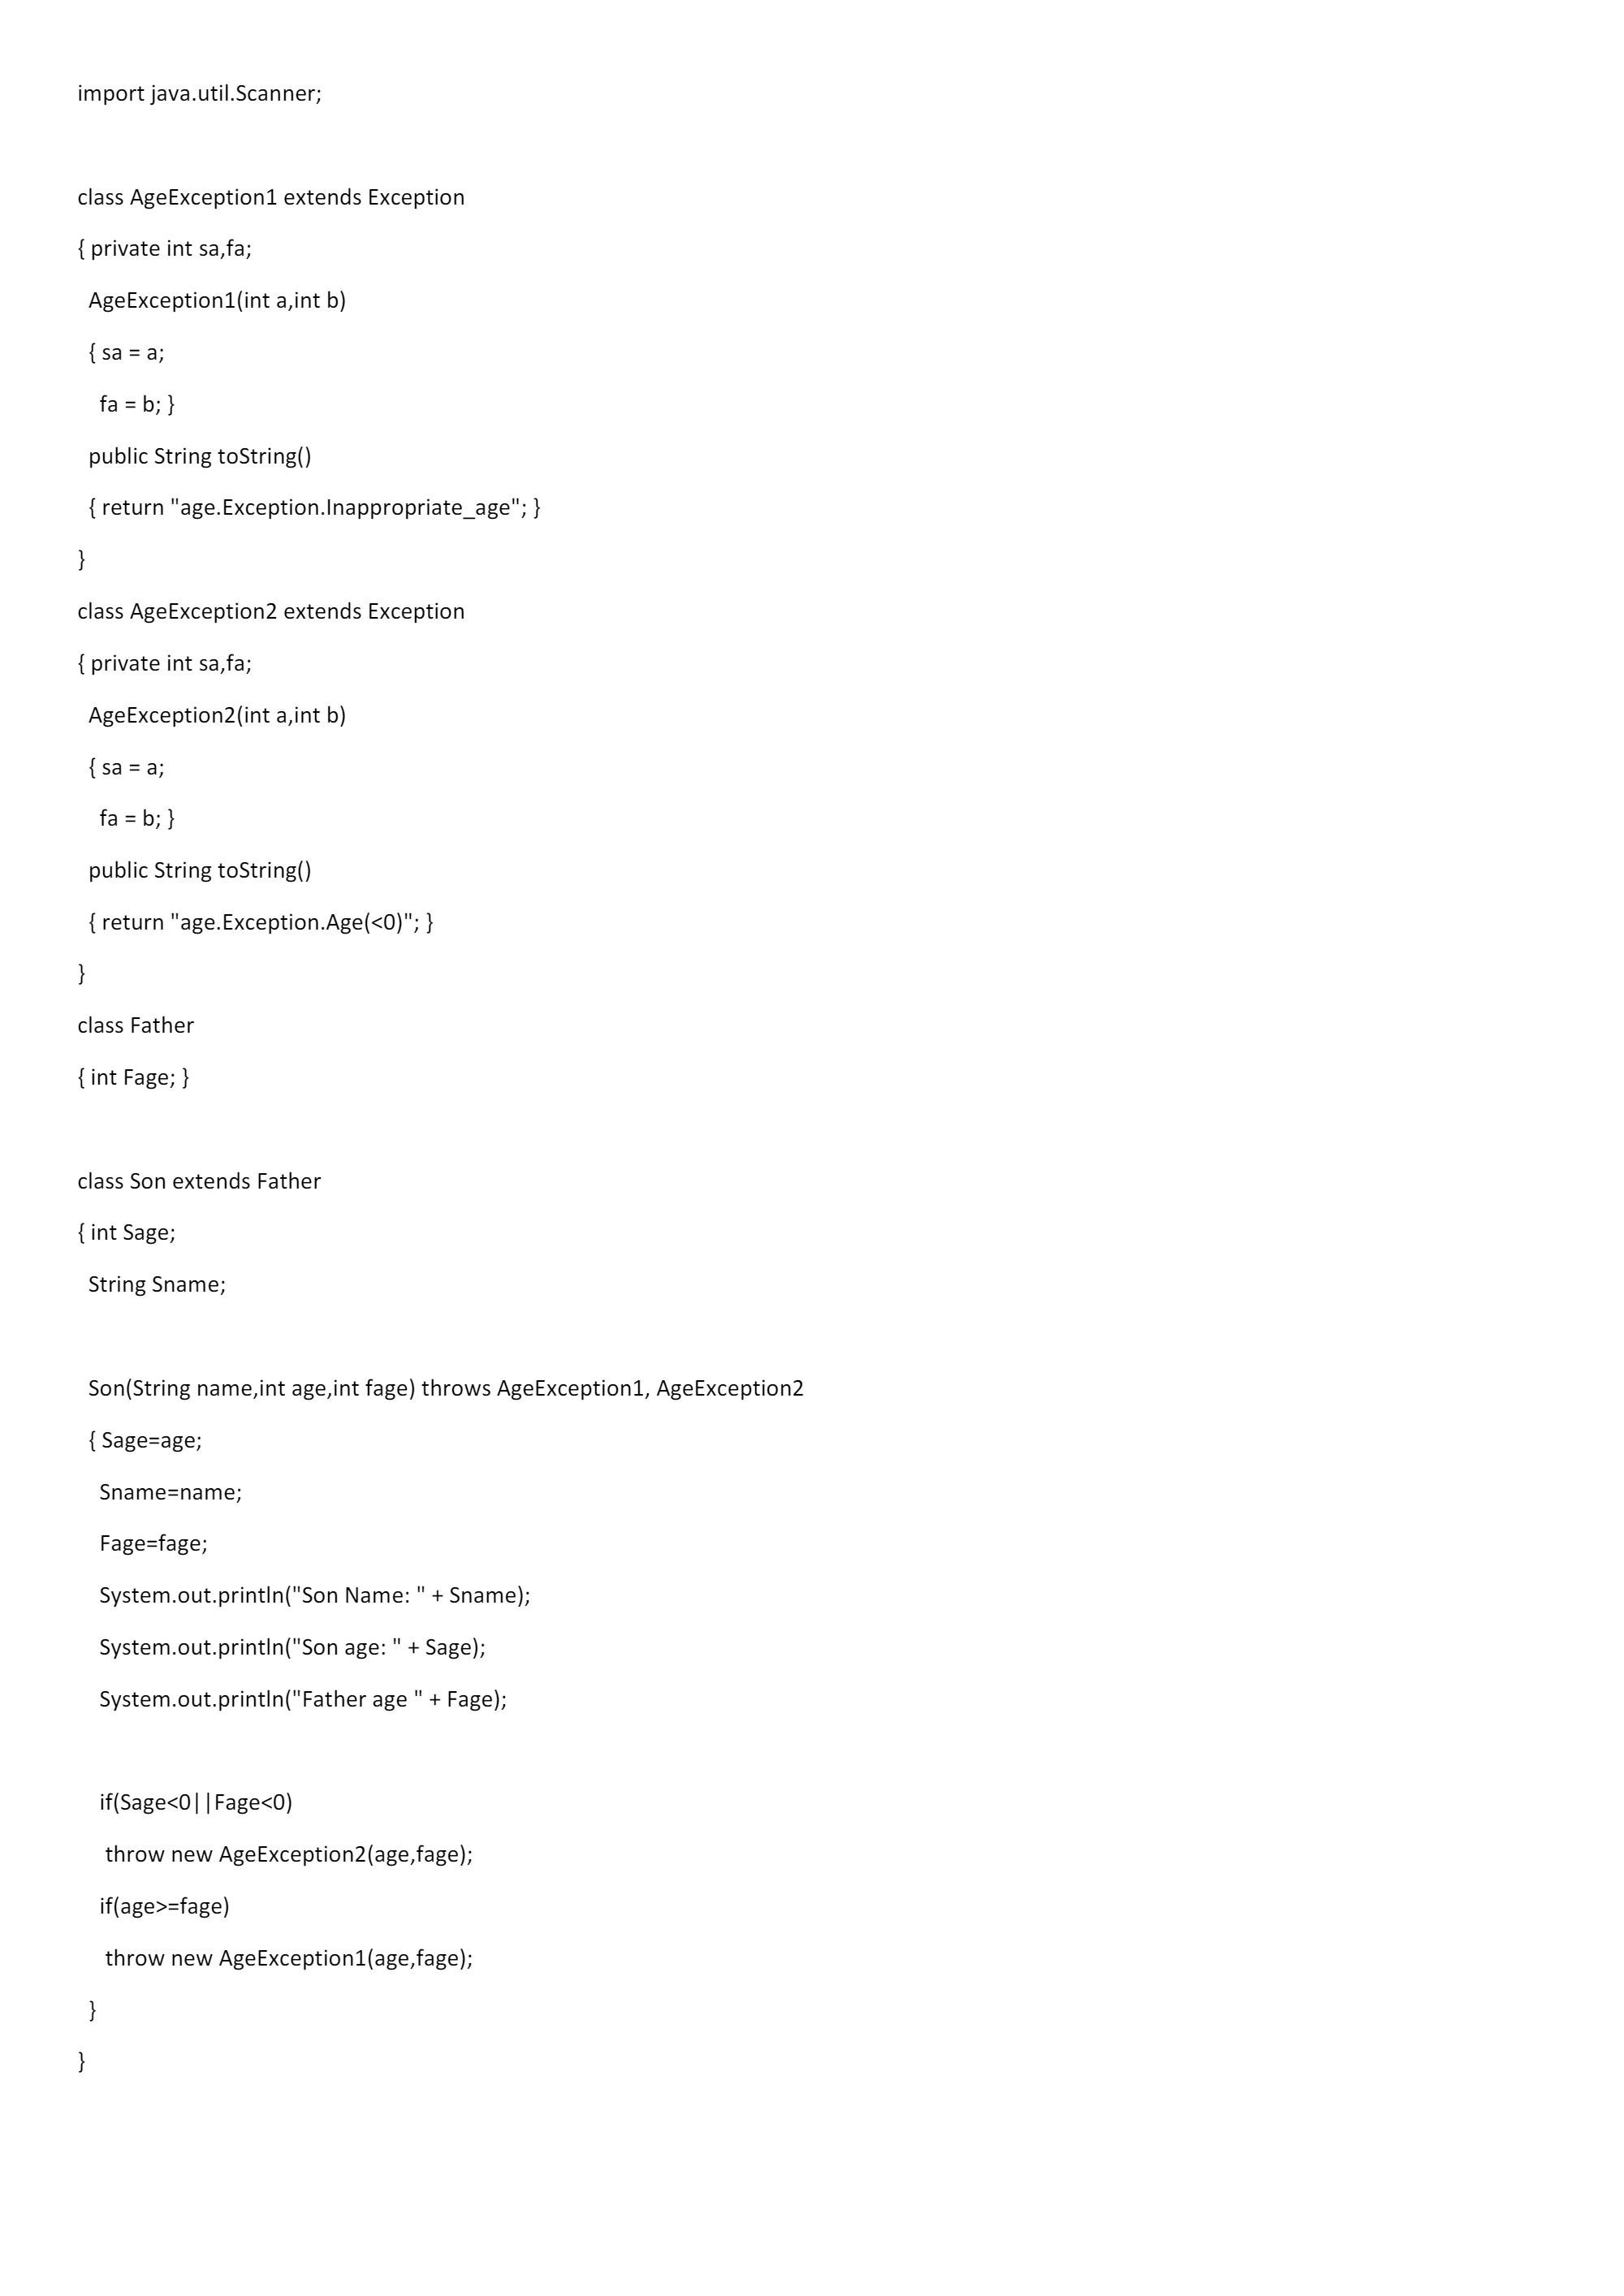 import java.util.Scanner;
class AgeException1 extends Exception
{ private int sa,fa;
AgeException1(int a,int b)
{ sa = a;
fa = b; }
public String toString()
{ return "age.Exception.Inappropriate_age"; }
}
class AgeException2 extends Exception
{ private int sa,fa;
AgeException2(int a,int b)
{ sa = a;
fa = b; }
public String toString()
{ return "age.Exception.Age(<0)"; }
}
class Father
{ int Fage; }
class Son extends Father
{ int Sage;
String Sname;
Son(String name,int age,int fage) throws AgeException1, AgeException2
{ Sage=age;
Sname=name;
Fage=fage;
System.out.println("Son Name: " + Sname);
System.out.println("Son age: " + Sage);
System.out.println("Father age " + Fage);
if(Sage<0||Fage<0)
throw new AgeException2(age,fage);
if(age>=fage)
throw new AgeException1(age,fage);
}
}